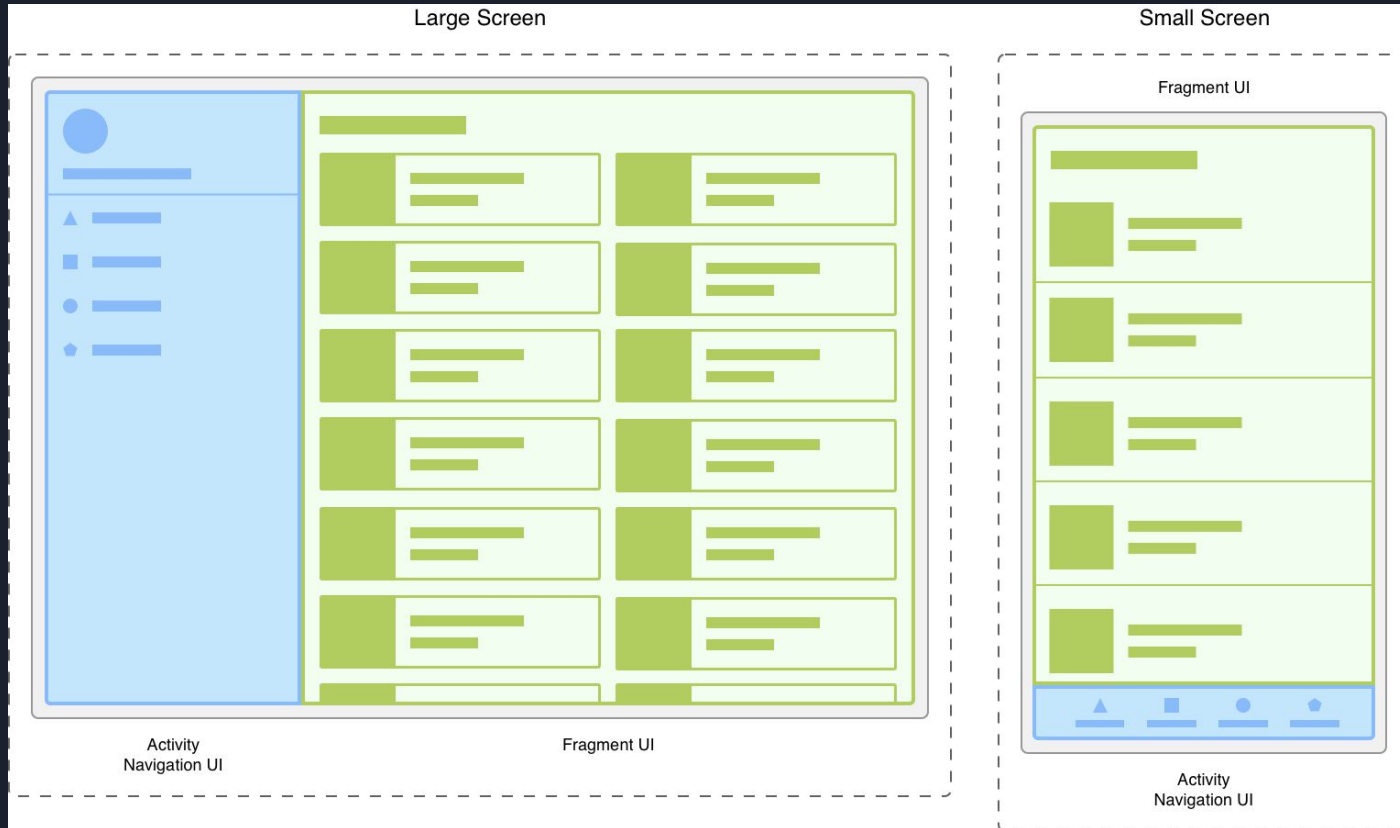 Large Screen
Small Screen
Fragment UI
Activity
Navigation UI
Fragment UI
Activity
Navigation UI